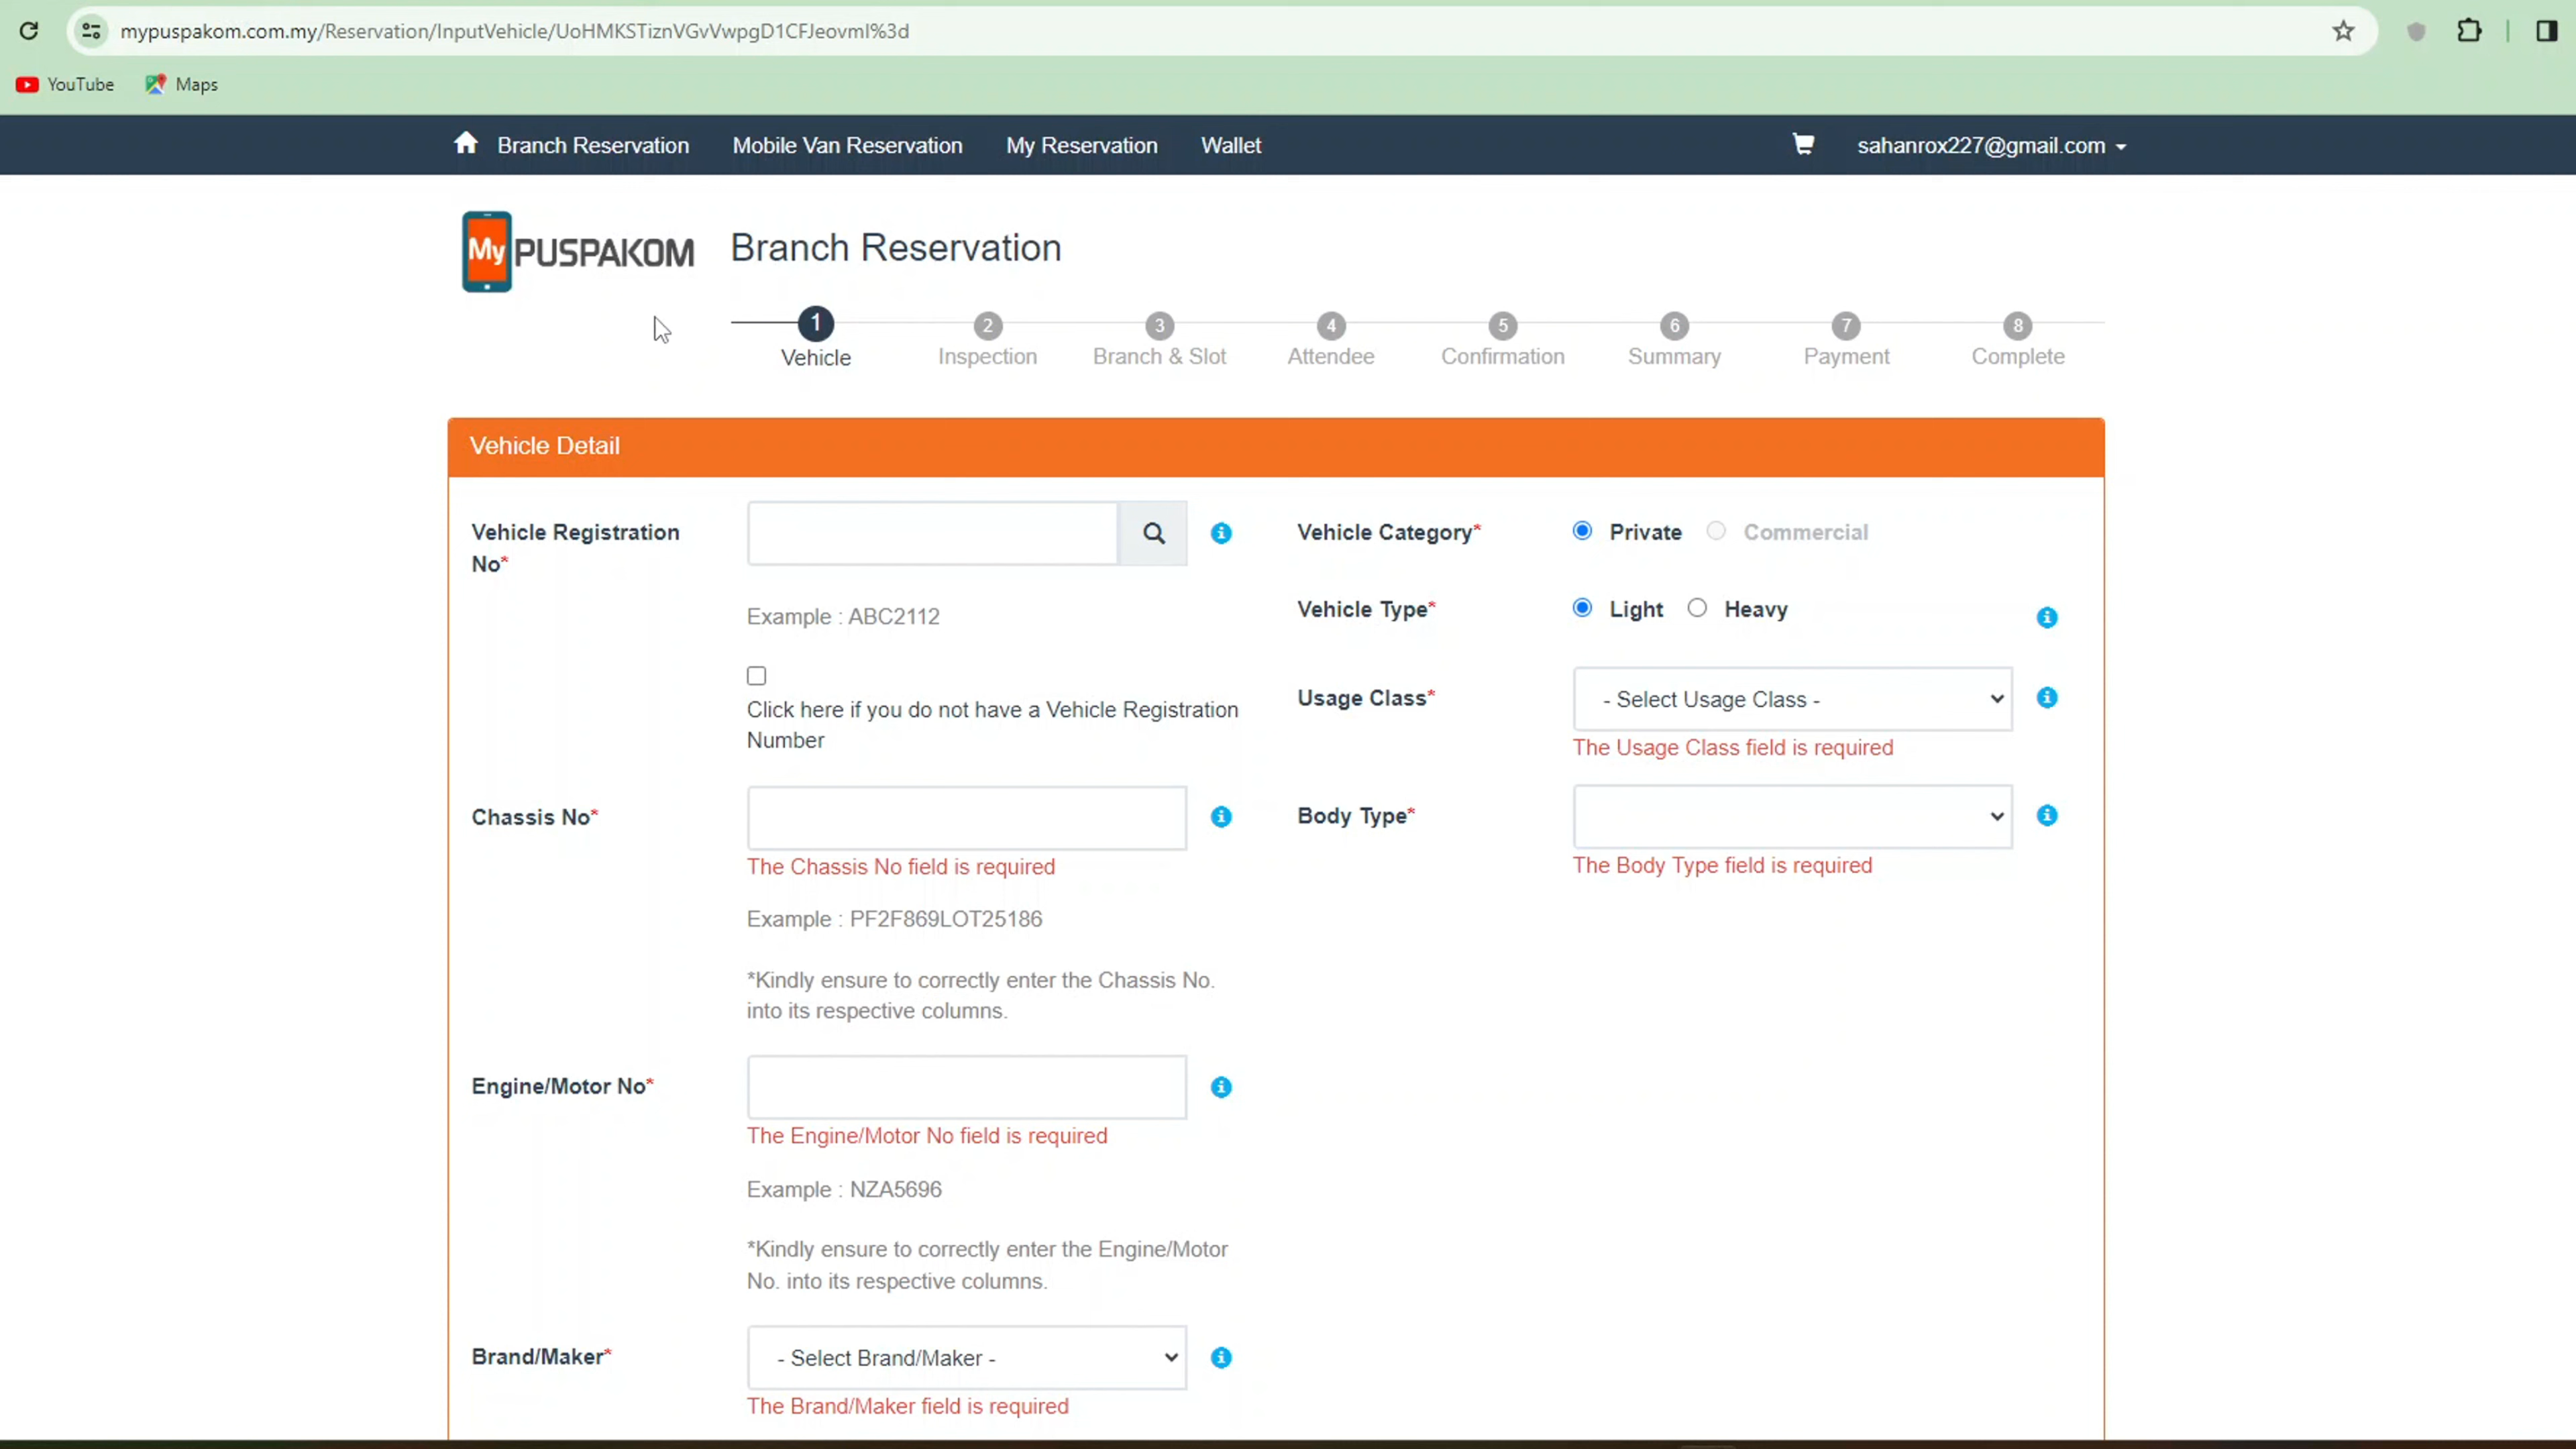 mypuspakom.com.my/Reservation/InputVehicle/UoHMKSTiznVGvVwpgD1CFJeovmI%3d
YouTube
Maps
Branch Reservation
Mobile Van Reservation
My Reservation
Wallet
sahanrox227@gmail.com
MyPUSPAKOM
Branch Reservation
1
2
3
4
5
6
7
8
Vehicle
Inspection
Branch & Slot
Attendee
Confirmation
Summary
Payment
Complete
Vehicle Detail
Vehicle Registration
No*
Example : ABC2112
Click here if you do not have a Vehicle Registration
Number
Chassis No*
The Chassis No field is required
Example : PF2F869LOT25186
*Kindly ensure to correctly enter the Chassis No.
into its respective columns.
Engine/Motor No*
The Engine/Motor No field is required
Example : NZA5696
*Kindly ensure to correctly enter the Engine/Motor
No. into its respective columns.
Brand/Maker*
- Select Brand/Maker -
The Brand/Maker field is required
Vehicle Category*
Private
Commercial
Vehicle Type*
Light
Heavy
Usage Class*
- Select Usage Class -
The Usage Class field is required
Body Type*
The Body Type field is required